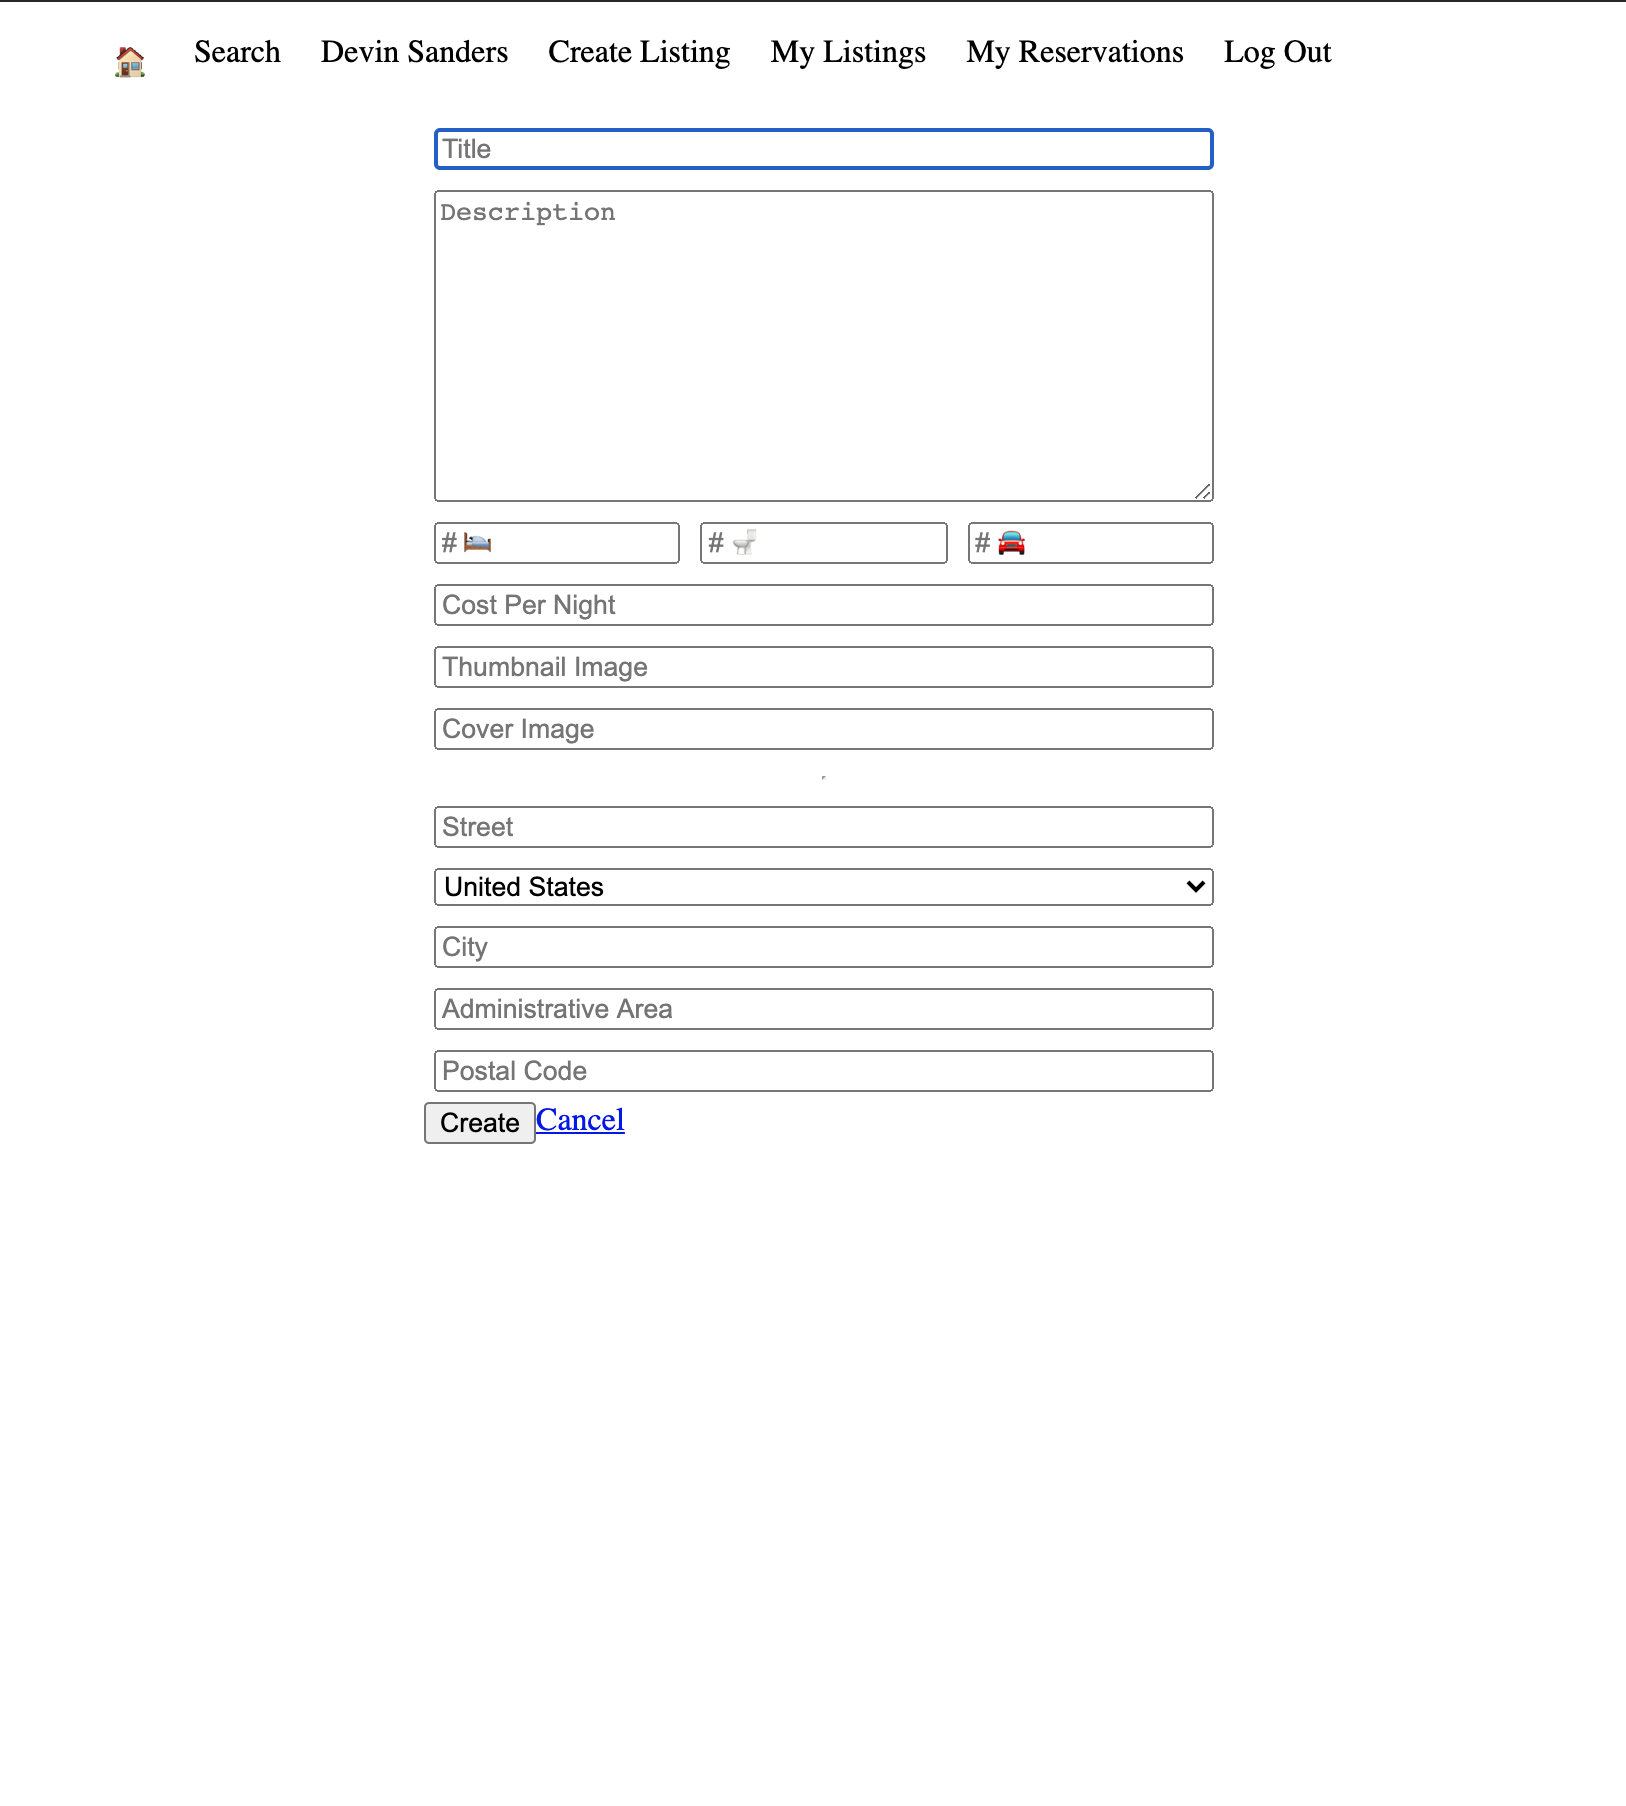 🏠 Search Devin Sanders Create Listing My Listings My Reservations Log Out
Title
Description
# 🛏️ # 🚽 # 🚘
Cost Per Night
Thumbnail Image
Cover Image
Street
United States
City
Administrative Area
Postal Code
Create Cancel